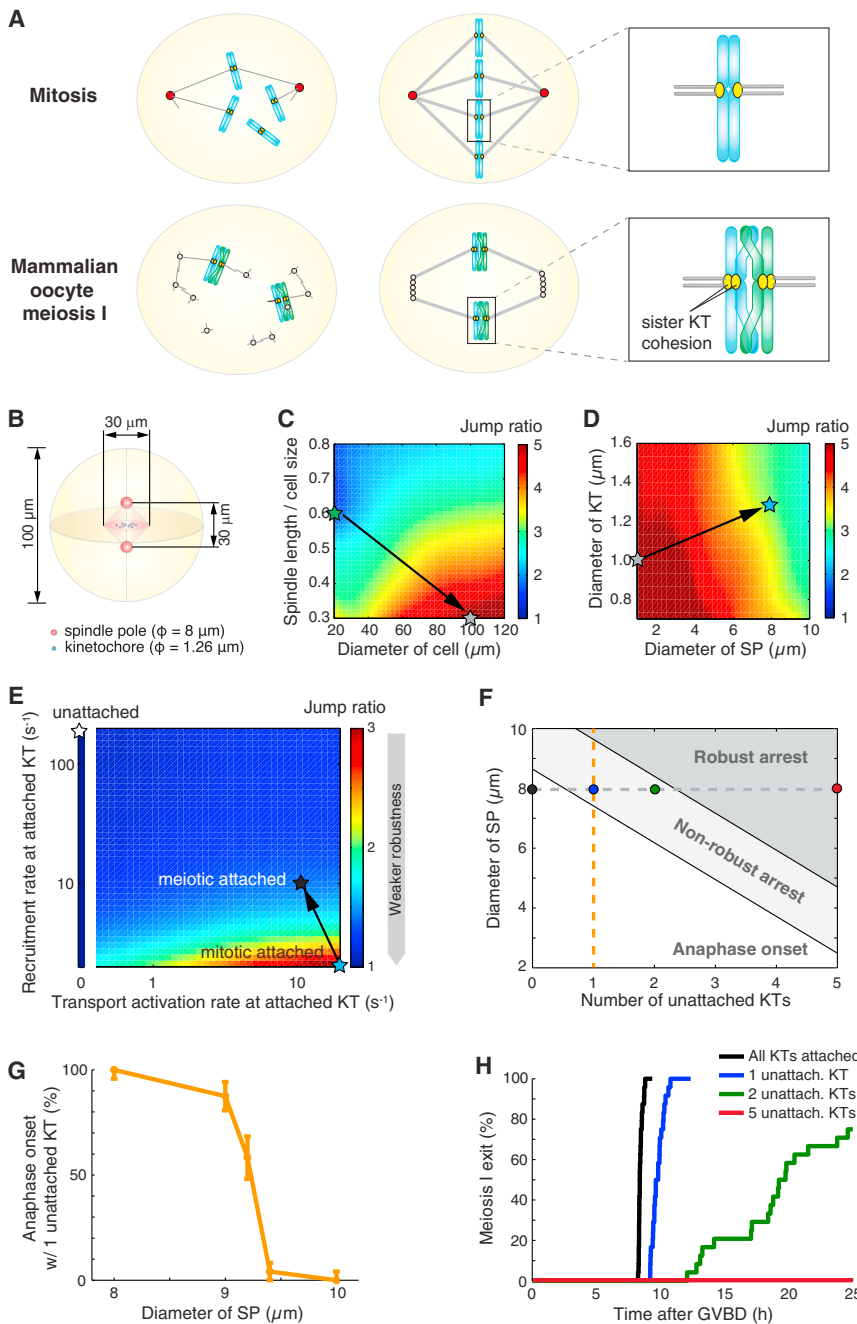 A
Mitosis
Mammalian
oocyte
meiosis I
sister KT
cohesion
B
30 μm
100 μm
30 μm
spindle pole (ϕ = 8 μm)
kinetochore (ϕ = 1.26 μm)
C
Jump ratio
Spindle length / cell size
0.8
0.7
0.6
0.5
0.4
0.3
20 40 60 80 100 120
Diameter of cell (μm)
5
4
3
2
1
D
Jump ratio
Diameter of KT (μm)
1.6
1.4
1.2
1.0
0.8
2 4 6 8 10
Diameter of SP (μm)
5
4
3
2
1
E
unattached
Jump ratio
Recruitment rate at attached KT (s⁻¹)
100
10
meiotic attached
mitotic attached
0 1 10
Transport activation rate at attached KT (s⁻¹)
3
2
1
Weaker robustness
F
Diameter of SP (μm)
10
8
6
4
2
Robust arrest
Non-robust arrest
Anaphase onset
0 1 2 3 4 5
Number of unattached KTs
G
Anaphase onset
w/ 1 unattached KT (%)
100
50
0
8 9 10
Diameter of SP (μm)
H
All KTs attached
1 unattach. KT
2 unattach. KTs
5 unattach. KTs
Meiosis I exit (%)
100
80
60
40
20
0
0 5 10 15 20 25
Time after GVBD (h)